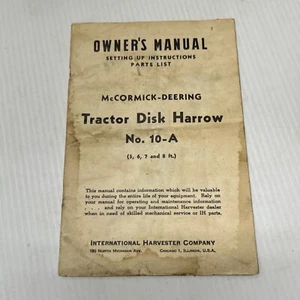 OWNER'S MANUAL
SETTING UP INSTRUCTIONS
PARTS LIST
McCORMICK-DEERING
Tractor Disk Harrow
No. 10-A
(5, 6, 7 and 8 ft.)
This manual contains information which will be valuable
to you during the entire life of your equipment. Rely on
your manual for operating and maintenance information
. . . . and rely on your International Harvester dealer
when in need of skilled mechanical service or IH parts.
INTERNATIONAL HARVESTER COMPANY
180 NORTH MICHIGAN AVE. CHICAGO 1, ILLINOIS, U.S.A.